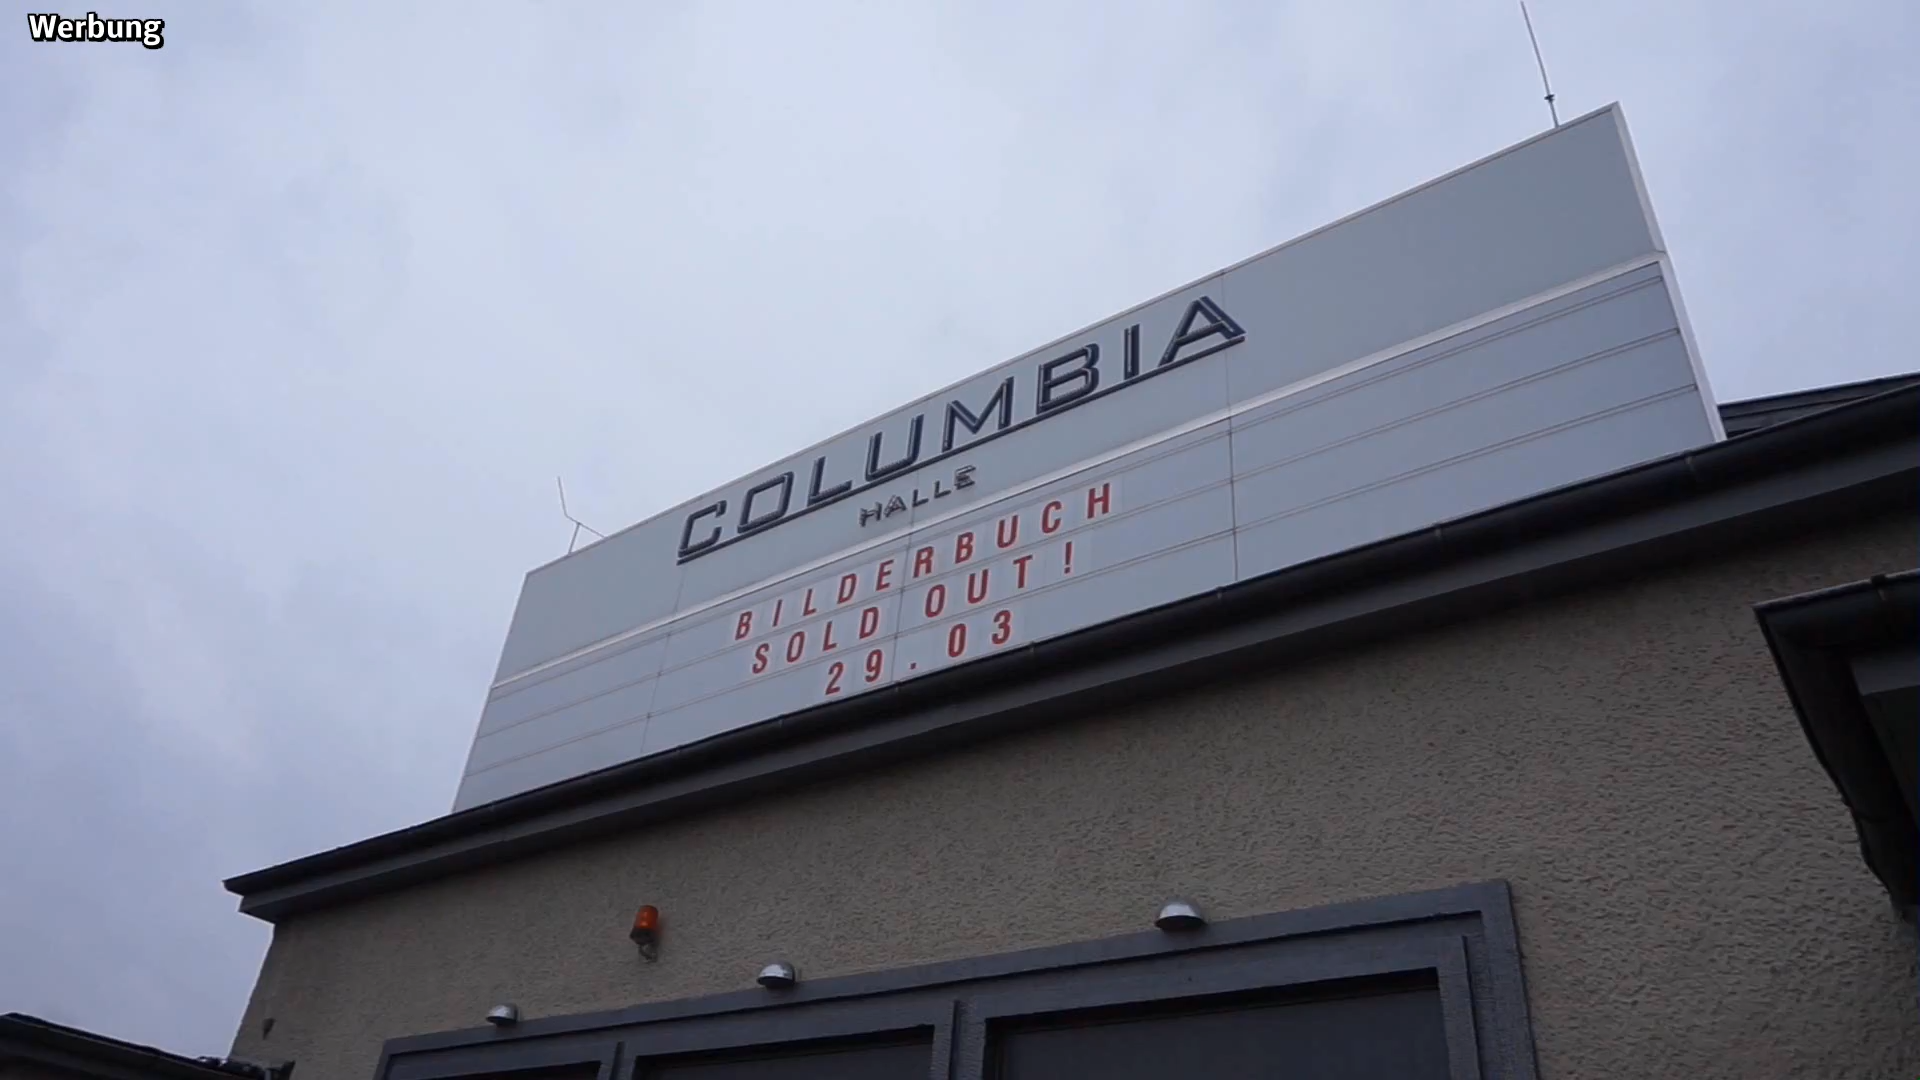 Werbung
COLUMBIA
HALLE
BILDERBUCH
SOLD OUT!
29.03